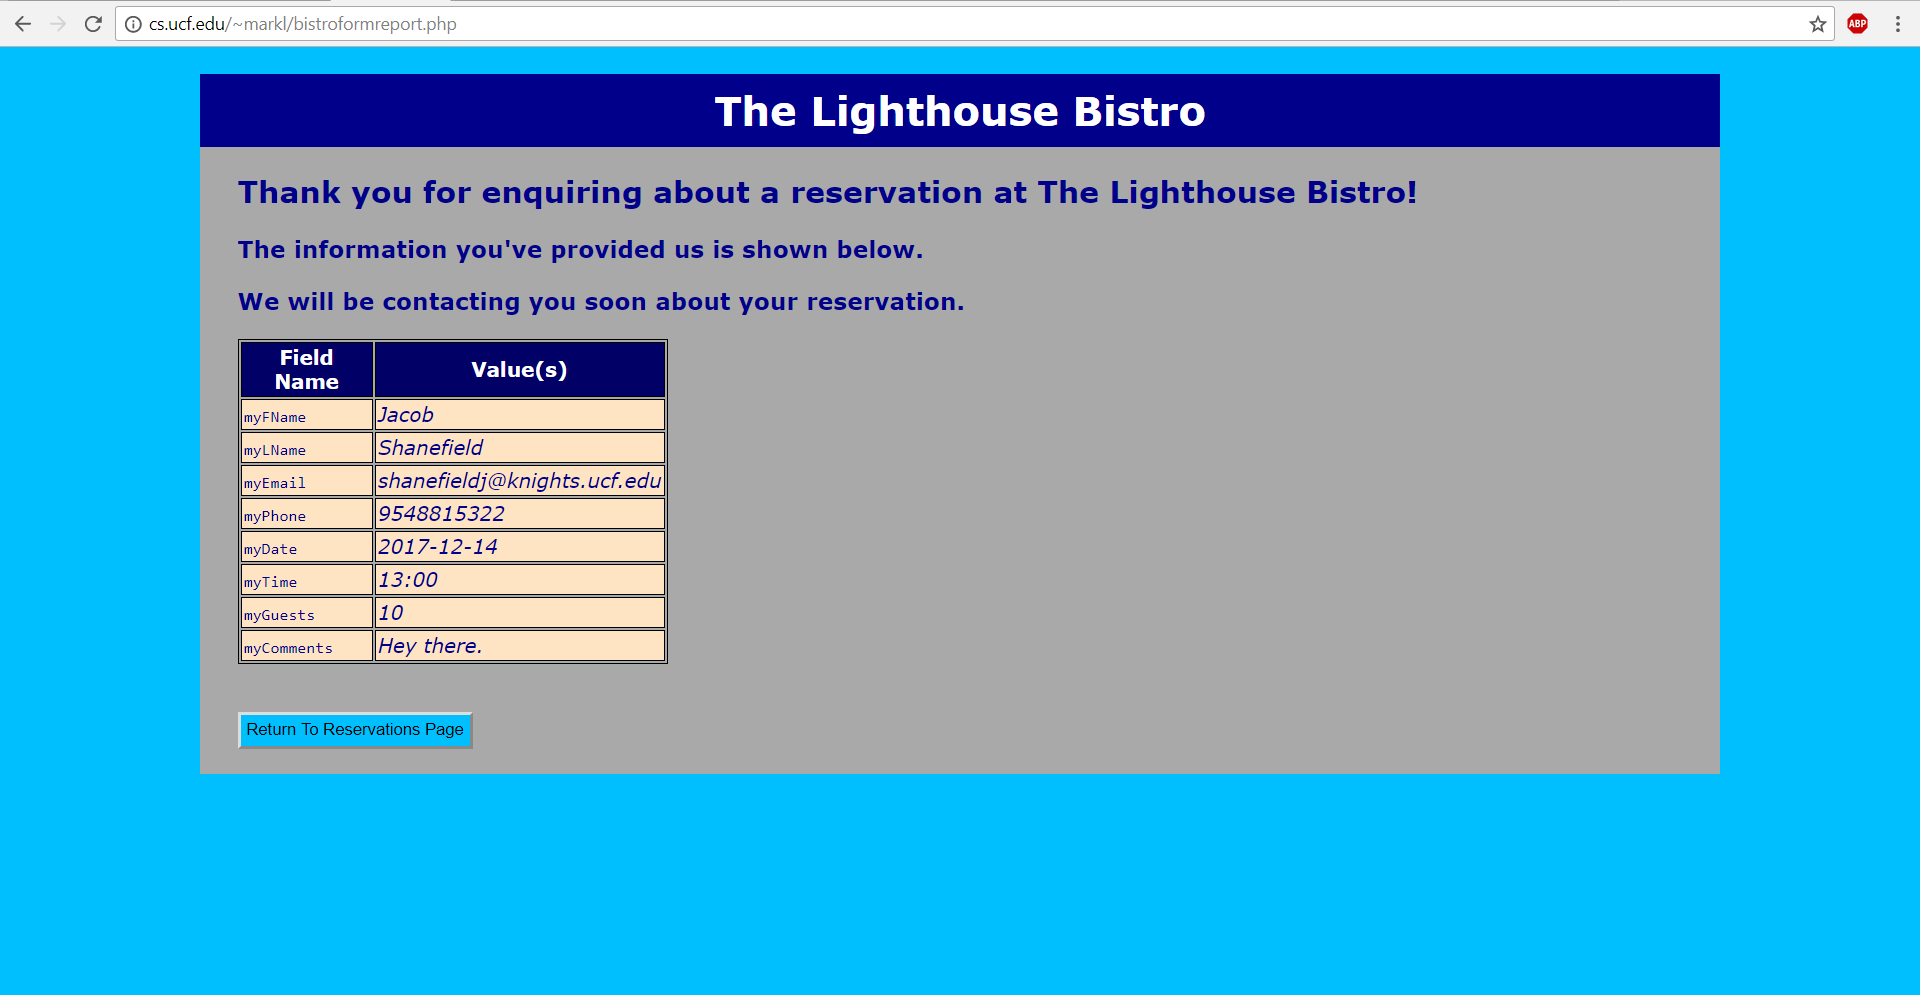 cs.ucf.edu/~markl/bistroformreport.php
ABP
The Lighthouse Bistro
Thank you for enquiring about a reservation at The Lighthouse Bistro!
The information you've provided us is shown below.
We will be contacting you soon about your reservation.
Field
Name
Value(s)
myFName Jacob
myLName Shanefield
myEmail shanefieldj@knights.ucf.edu
myPhone 9548815322
myDate 2017-12-14
myTime 13:00
myGuests 10
myComments Hey there.
Return To Reservations Page